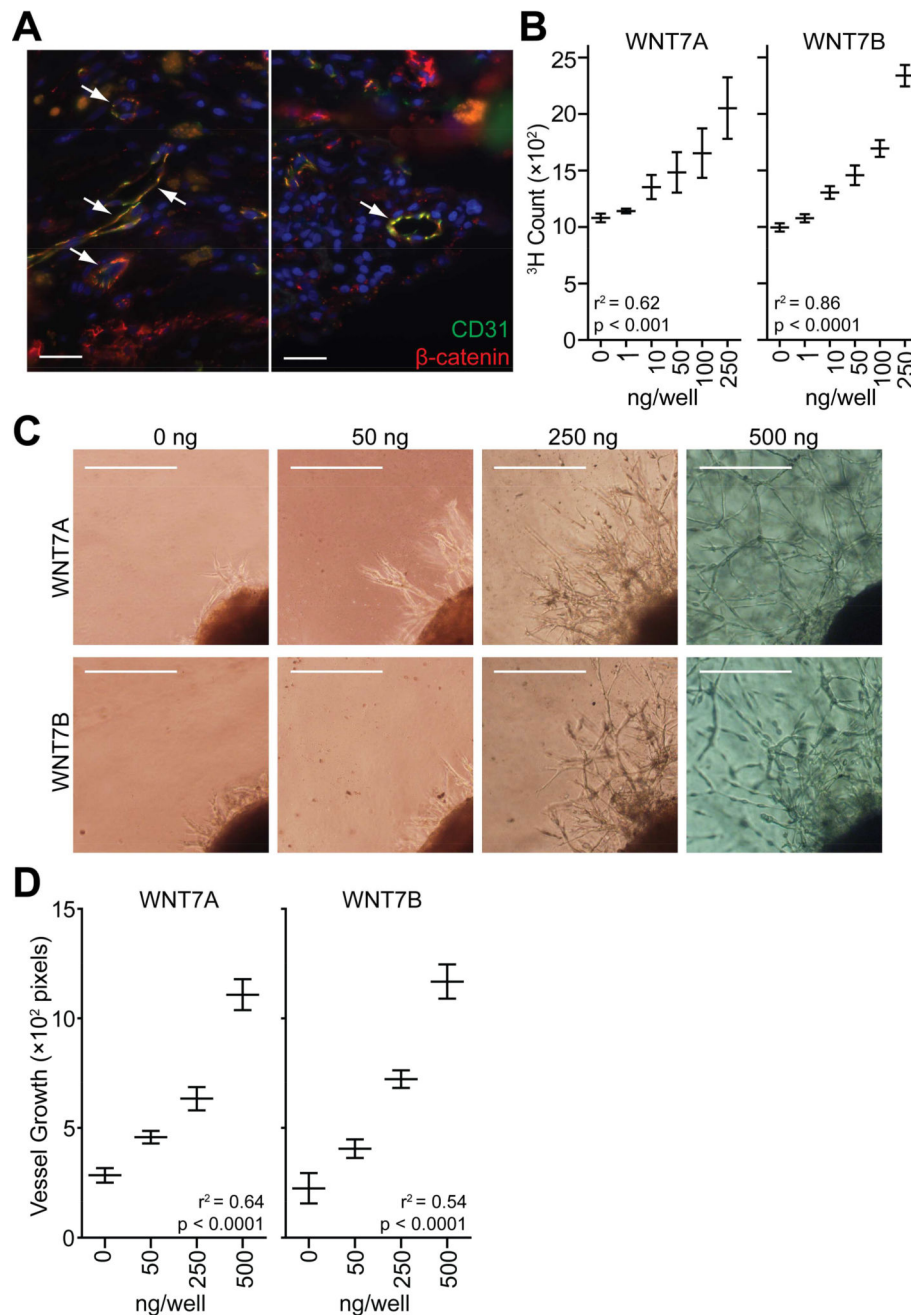 A
CD31
β-catenin
B
WNT7A
WNT7B
³H Count (×10²)
25
20
15
10
5
0
r² = 0.62
p < 0.001
r² = 0.86
p < 0.0001
0 1 10 50 100 250
0 1 10 50 100 250
ng/well
ng/well
C
0 ng 50 ng 250 ng 500 ng
WNT7A
WNT7B
D
WNT7A
WNT7B
Vessel Growth (×10² pixels)
15
10
5
0
r² = 0.64
p < 0.0001
r² = 0.54
p < 0.0001
0 50 250 500
0 50 250 500
ng/well
ng/well